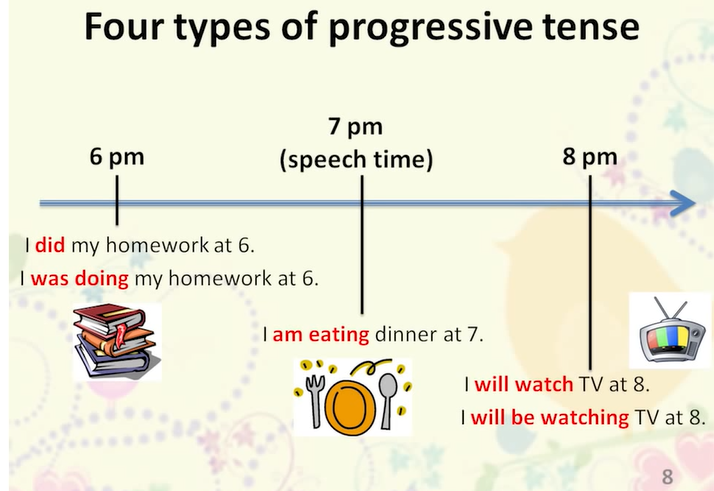 Four types of progressive tense
6 pm
7 pm
(speech time)
8 pm
I did my homework at 6.
I was doing my homework at 6.
I am eating dinner at 7.
I will watch TV at 8.
I will be watching TV at 8.
8